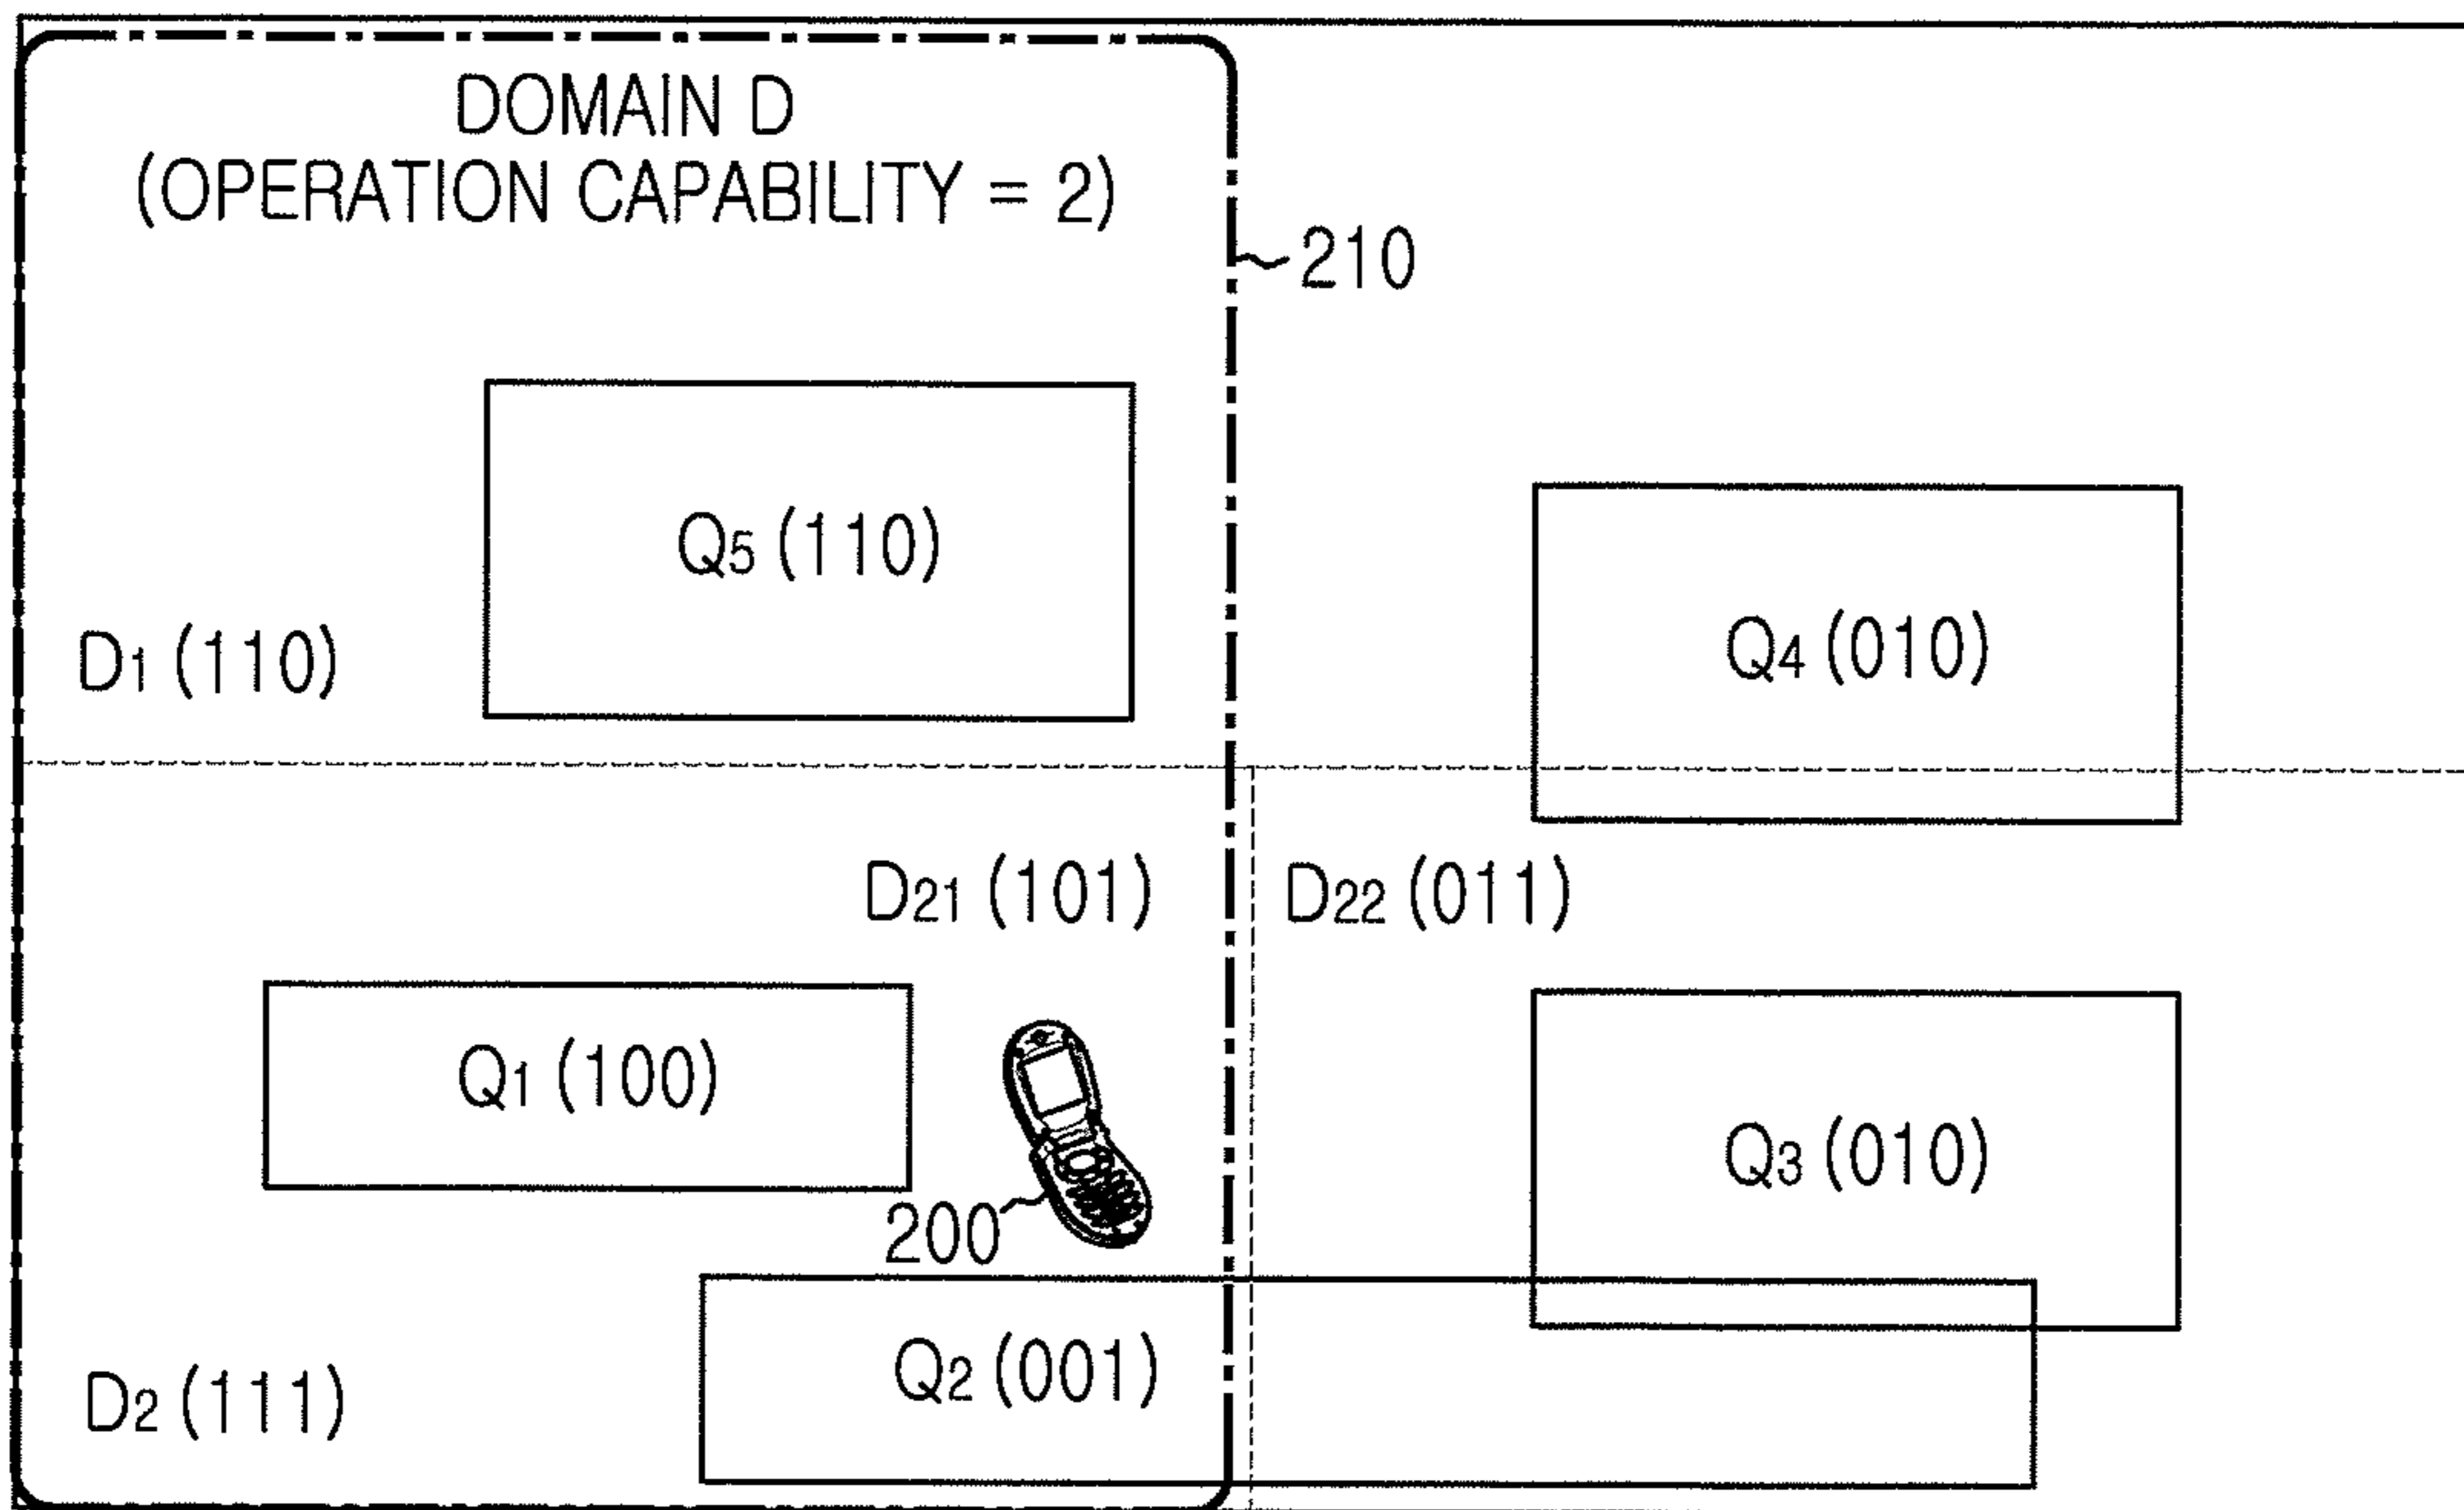 DOMAIN D
(OPERATION CAPABILITY = 2)
210
Q5 (110)
D1 (110)
Q4 (010)
D21 (101)
D22 (011)
Q1 (100)
Q3 (010)
200
Q2 (001)
D2 (111)